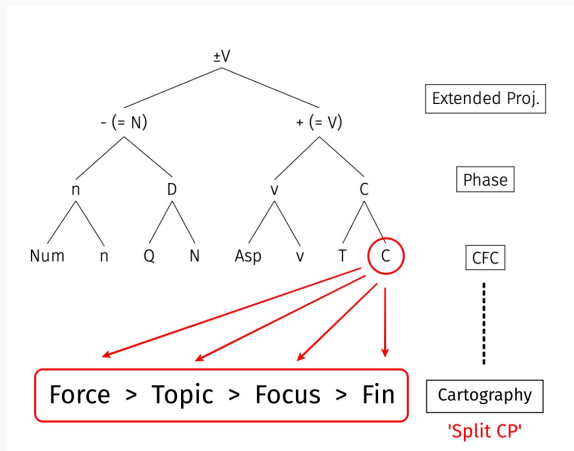 ±V
Extended Proj.
- (= N) + (= V)
n D v C Phase
Num n Q N Asp v T C CFC
Force > Topic > Focus > Fin Cartography
'Split CP'